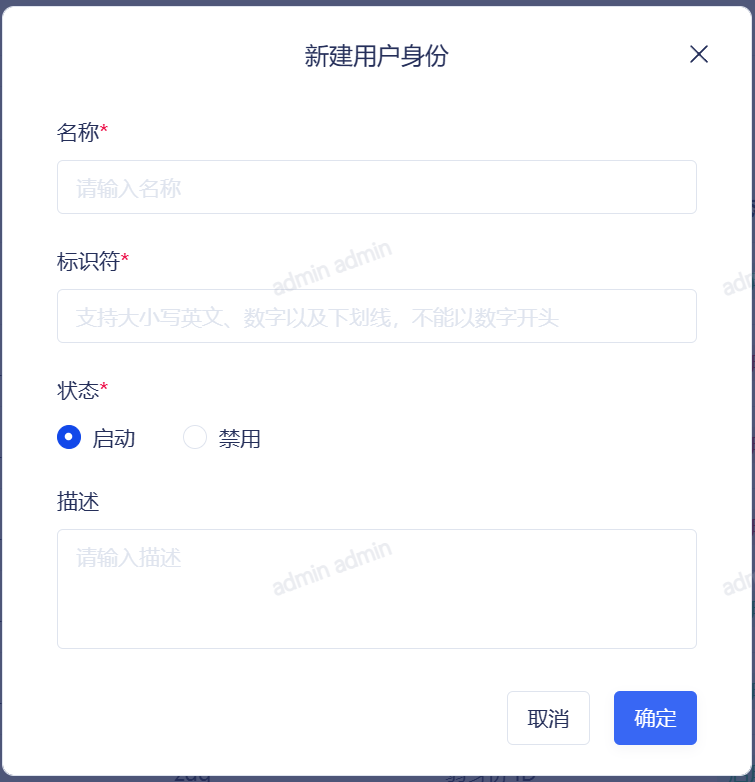 新建用户身份
名称*
请输入名称
标识符*
admin admin
支持大小写英文、数字以及下划线，不能以数字开头
状态*
启动 禁用
描述
请输入描述
admin admin
取消 确定